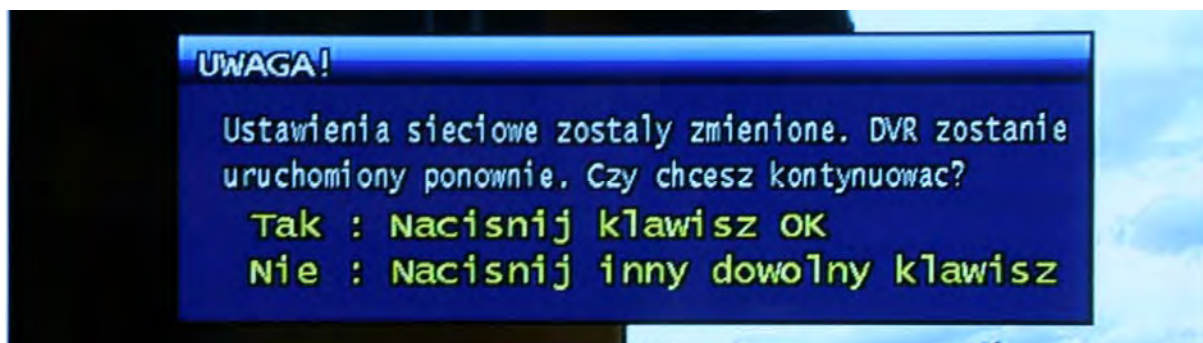 UWAGA!
Ustawienia sieciowe zostaly zmienione. DVR zostanie
uruchomiony ponownie. Czy chcesz kontynuowac?
Tak : Nacisnij klawisz OK
Nie : Nacisnij inny dowolny klawisz